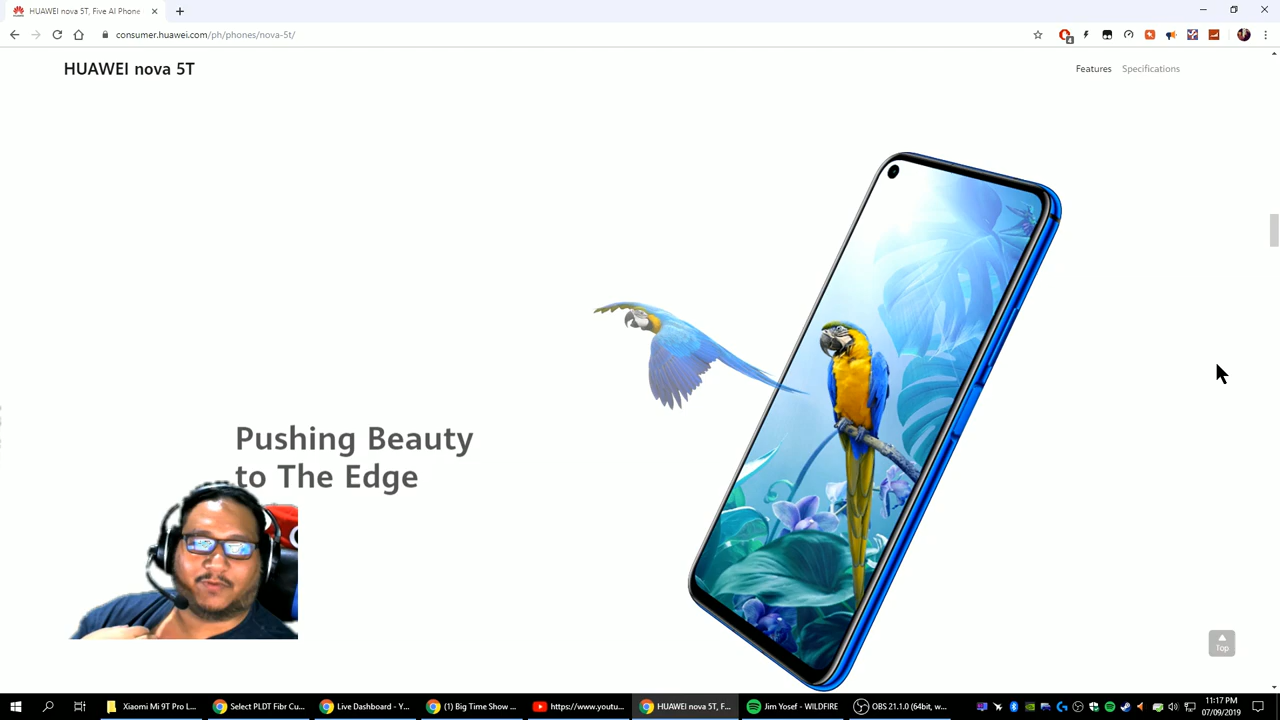 HUAWEI nova 5T, Five AI Phone
consumer.huawei.com/ph/phones/nova-5t/
4
HUAWEI nova 5T
Features
Specifications
Pushing Beauty
to The Edge
Top
Xiaomi Mi 9T Pro L...
Select PLDT Fibr Cu...
Live Dashboard - Y...
(1) Big Time Show ...
https://www.youtu...
HUAWEI nova 5T, F...
Jim Yosef - WILDFIRE
OBS 21.1.0 (64bit, w...
11:17 PM
07/09/2019